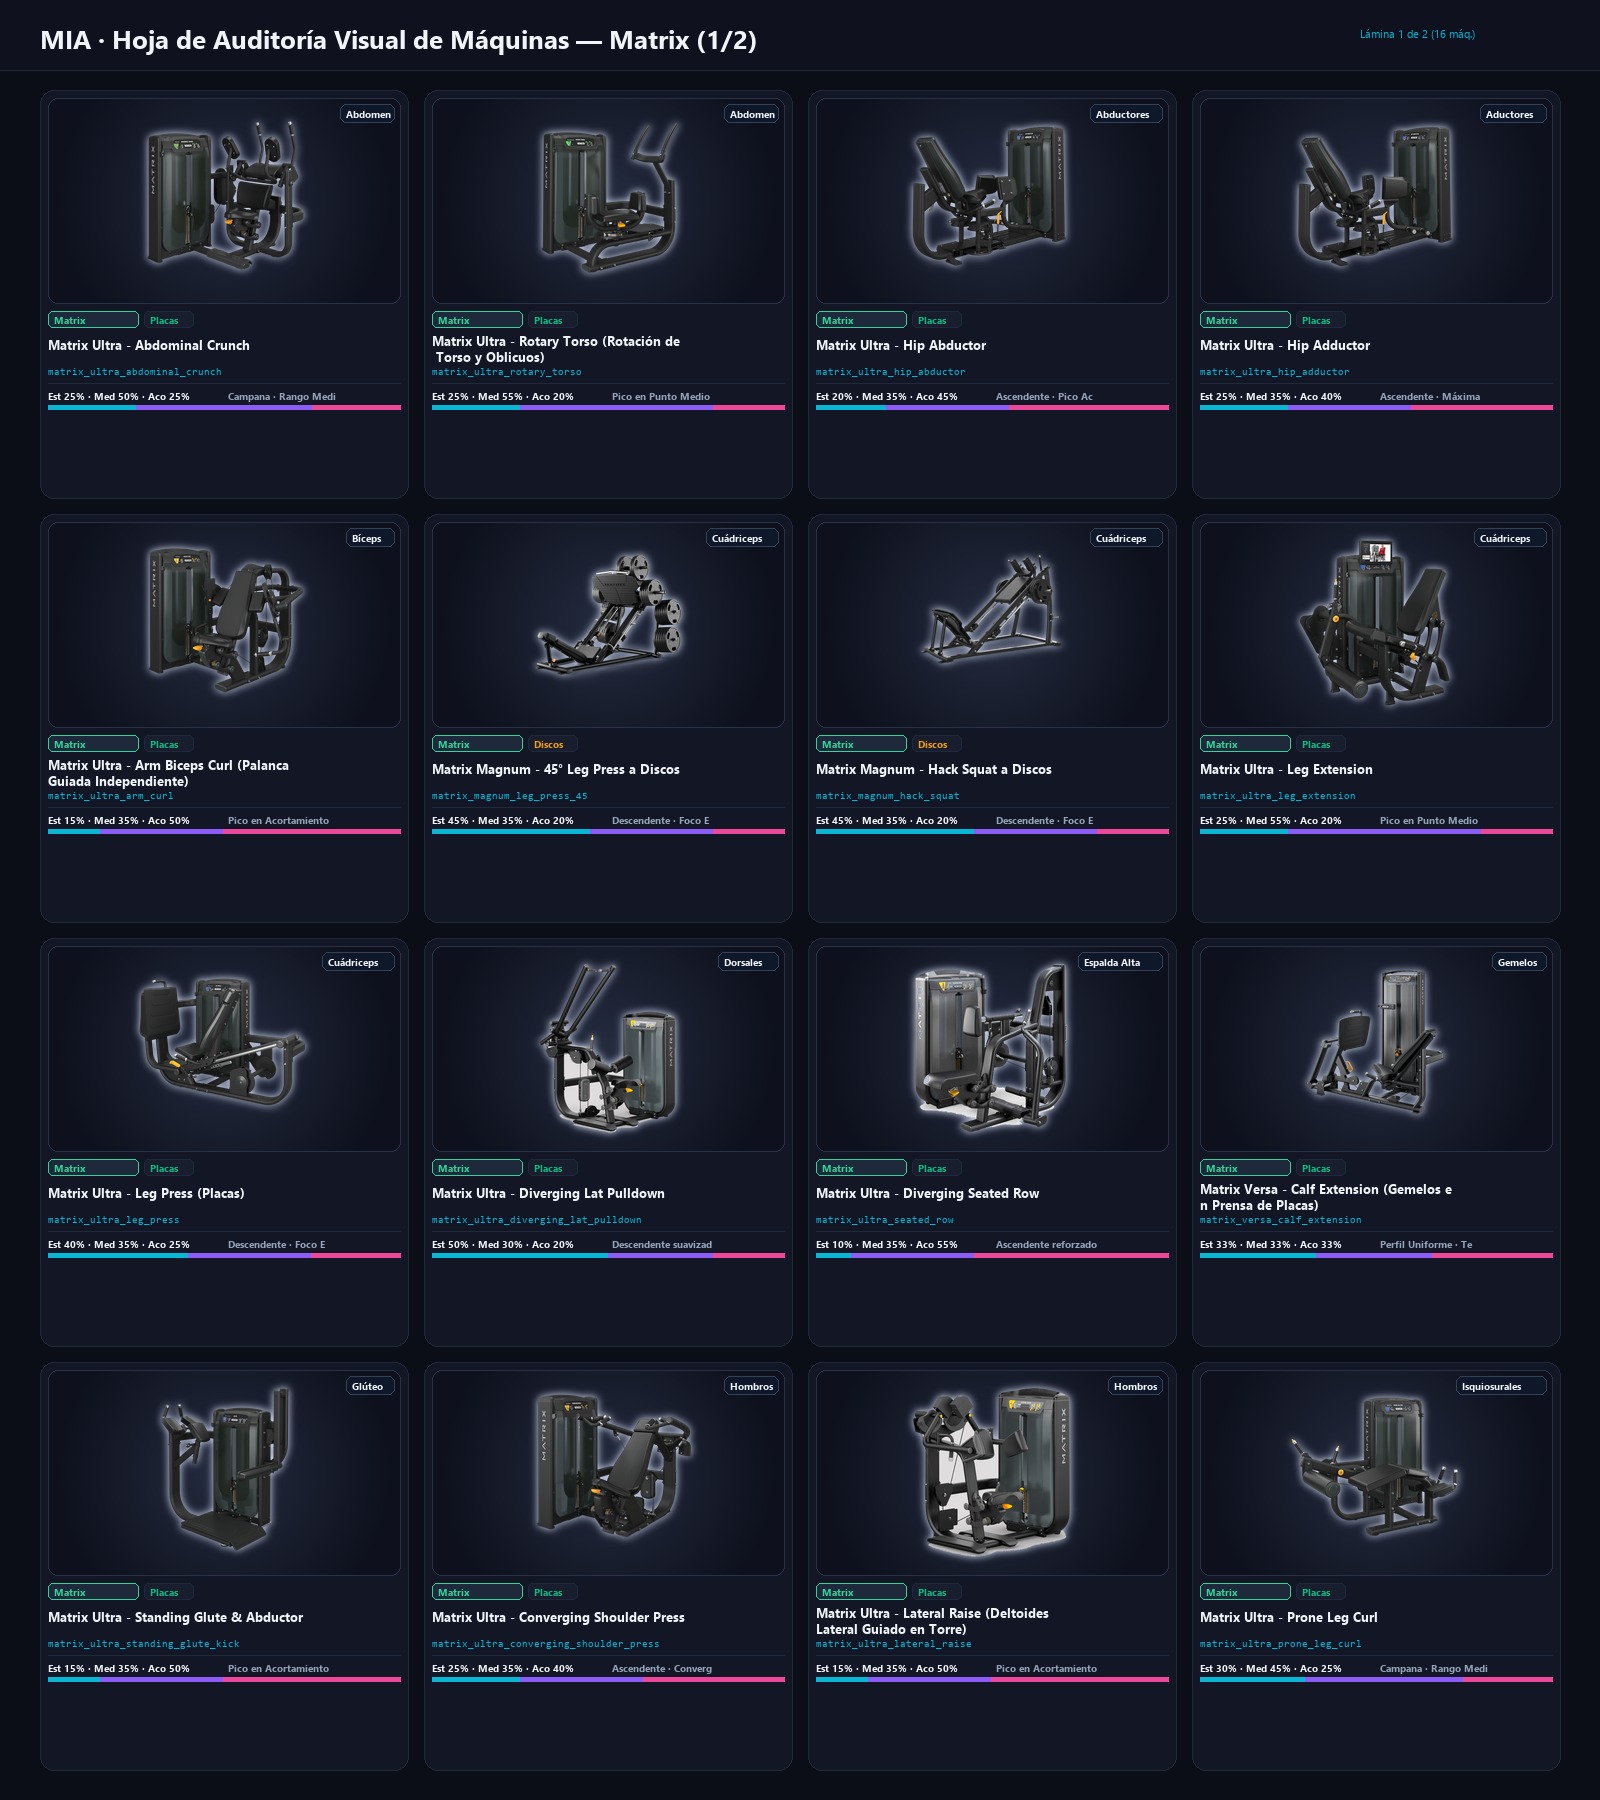 MIA · Hoja de Auditoría Visual de Máquinas — Matrix (1/2)
Lámina 1 de 2 (16 máq.)
Abdomen
MATRIX
Matrix
Placas
Matrix Ultra - Abdominal Crunch
matrix_ultra_abdominal_crunch
Est 25% · Med 50% · Aco 25%
Campana · Rango Medi
Abdomen
MATRIX
Matrix
Placas
Matrix Ultra - Rotary Torso (Rotación de
Torso y Oblicuos)
matrix_ultra_rotary_torso
Est 25% · Med 55% · Aco 20%
Pico en Punto Medio
Abductores
MATRIX
Matrix
Placas
Matrix Ultra - Hip Abductor
matrix_ultra_hip_abductor
Est 20% · Med 35% · Aco 45%
Ascendente · Pico Ac
Aductores
MATRIX
Matrix
Placas
Matrix Ultra - Hip Adductor
matrix_ultra_hip_adductor
Est 25% · Med 35% · Aco 40%
Ascendente · Máxima
Bíceps
MATRIX
Matrix
Placas
Matrix Ultra - Arm Biceps Curl (Palanca
Guiada Independiente)
matrix_ultra_arm_curl
Est 15% · Med 35% · Aco 50%
Pico en Acortamiento
Cuádriceps
Matrix
Discos
Matrix Magnum - 45° Leg Press a Discos
matrix_magnum_leg_press_45
Est 45% · Med 35% · Aco 20%
Descendente · Foco E
Cuádriceps
Matrix
Discos
Matrix Magnum - Hack Squat a Discos
matrix_magnum_hack_squat
Est 45% · Med 35% · Aco 20%
Descendente · Foco E
Cuádriceps
Matrix
Placas
Matrix Ultra - Leg Extension
matrix_ultra_leg_extension
Est 25% · Med 55% · Aco 20%
Pico en Punto Medio
Cuádriceps
Matrix
Placas
Matrix Ultra - Leg Press (Placas)
matrix_ultra_leg_press
Est 40% · Med 35% · Aco 25%
Descendente · Foco E
Dorsales
MATRIX
Matrix
Placas
Matrix Ultra - Diverging Lat Pulldown
matrix_ultra_diverging_lat_pulldown
Est 50% · Med 30% · Aco 20%
Descendente suavizad
Espalda Alta
Matrix
Placas
Matrix Ultra - Diverging Seated Row
matrix_ultra_seated_row
Est 10% · Med 35% · Aco 55%
Ascendente reforzado
Gemelos
Matrix
Placas
Matrix Versa - Calf Extension (Gemelos e
n Prensa de Placas)
matrix_versa_calf_extension
Est 33% · Med 33% · Aco 33%
Perfil Uniforme · Te
Glúteo
Matrix
Placas
Matrix Ultra - Standing Glute & Abductor
matrix_ultra_standing_glute_kick
Est 15% · Med 35% · Aco 50%
Pico en Acortamiento
Hombros
MATRIX
Matrix
Placas
Matrix Ultra - Converging Shoulder Press
matrix_ultra_converging_shoulder_press
Est 25% · Med 35% · Aco 40%
Ascendente · Converg
Hombros
MATRIX
Matrix
Placas
Matrix Ultra - Lateral Raise (Deltoides
Lateral Guiado en Torre)
matrix_ultra_lateral_raise
Est 15% · Med 35% · Aco 50%
Pico en Acortamiento
Isquiosurales
Matrix
Placas
Matrix Ultra - Prone Leg Curl
matrix_ultra_prone_leg_curl
Est 30% · Med 45% · Aco 25%
Campana · Rango Medi